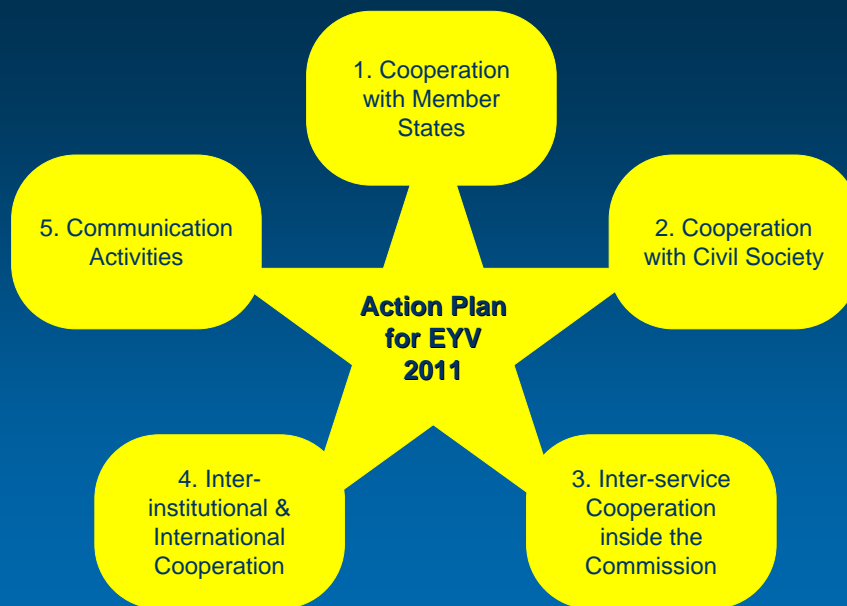 1. Cooperation
with Member
States
2. Cooperation
with Civil Society
3. Inter-service
Cooperation
inside the
Commission
4. Inter-
institutional &
International
Cooperation
5. Communication
Activities
Action Plan
for EYV
2011